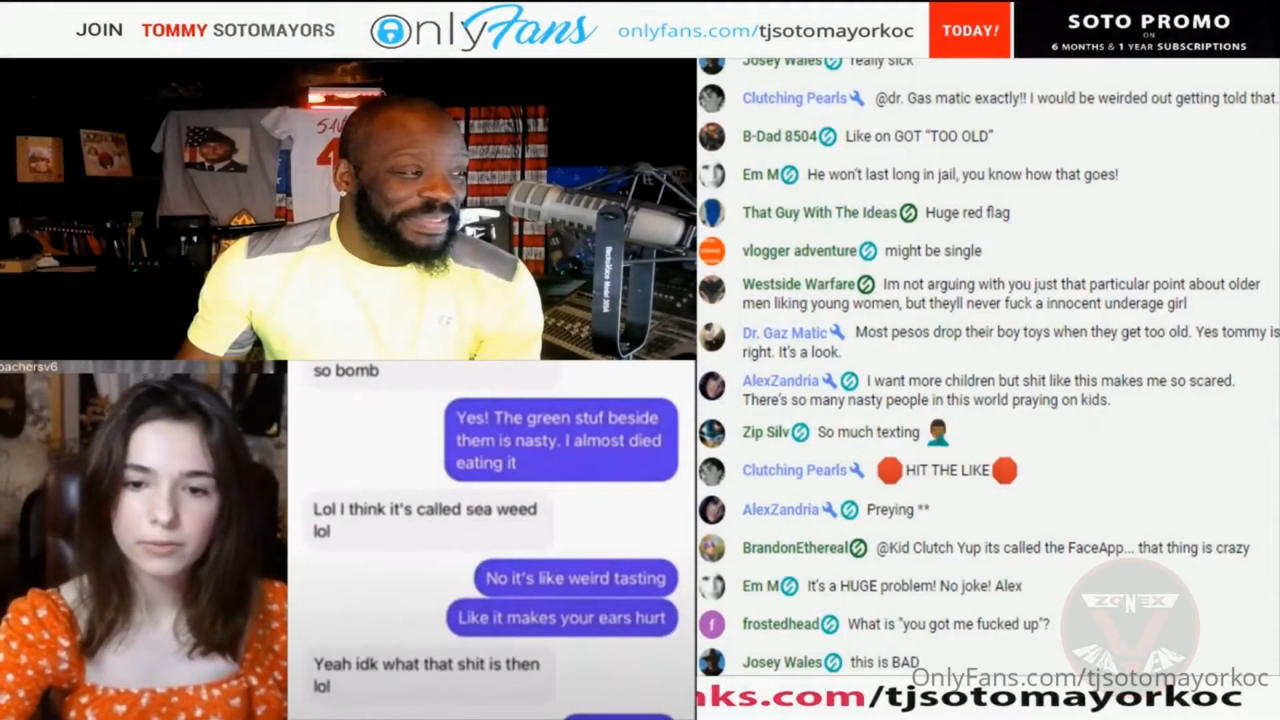 JOIN TOMMY SOTOMAYORS OnlyFans onlyfans.com/tjsotomayorkoc TODAY!
SOTO PROMO
ON
6 MONTHS & 1 YEAR SUBSCRIPTIONS
Josey Wales really sick
Clutching Pearls @dr. Gas matic exactly!! I would be weirded out getting told that.
B-Dad 8504 Like on GOT “TOO OLD”
Em M He won't last long in jail, you know how that goes!
That Guy With The Ideas Huge red flag
vlogger adventure might be single
Westside Warfare Im not arguing with you just that particular point about older
men liking young women, but theyll never fuck a innocent underage girl
Dr. Gaz Matic Most pesos drop their boy toys when they get too old. Yes tommy is
right. It's a look.
AlexZandria I want more children but shit like this makes me so scared.
There's so many nasty people in this world praying on kids.
Zip Silv So much texting
Clutching Pearls HIT THE LIKE
AlexZandria Preying **
BrandonEthereal @Kid Clutch Yup its called the FaceApp... that thing is crazy
Em M It's a HUGE problem! No joke! Alex
frostedhead What is "you got me fucked up"?
Josey Wales this is BAD
oachersv6
so bomb
Yes! The green stuf beside
them is nasty. I almost died
eating it
Lol I think it's called sea weed
lol
No it's like weird tasting
Like it makes your ears hurt
Yeah idk what that shit is then
lol
ZONEX
OnlyFans.com/tjsotomayorkoc
nks.com/tjsotomayorkoc